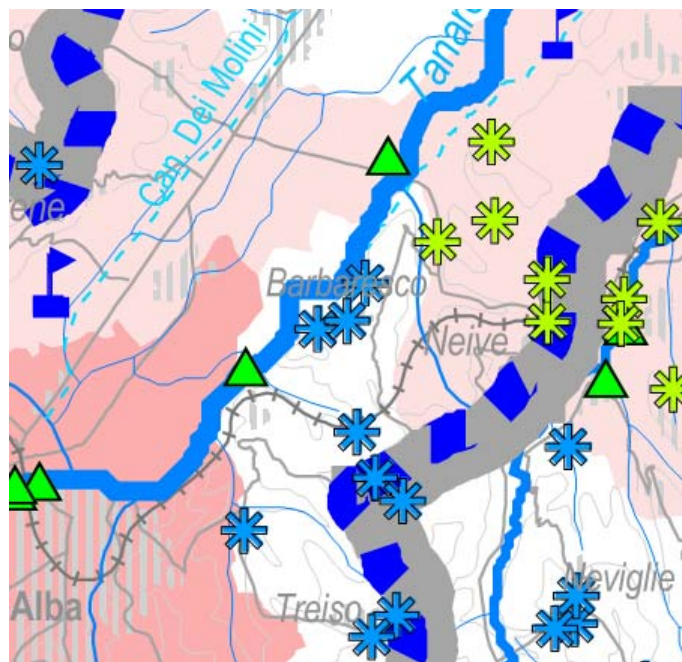 Tanaro
Can. Dei Molini
Barbaresco
Neive
Neviglie
Treiso
Alba